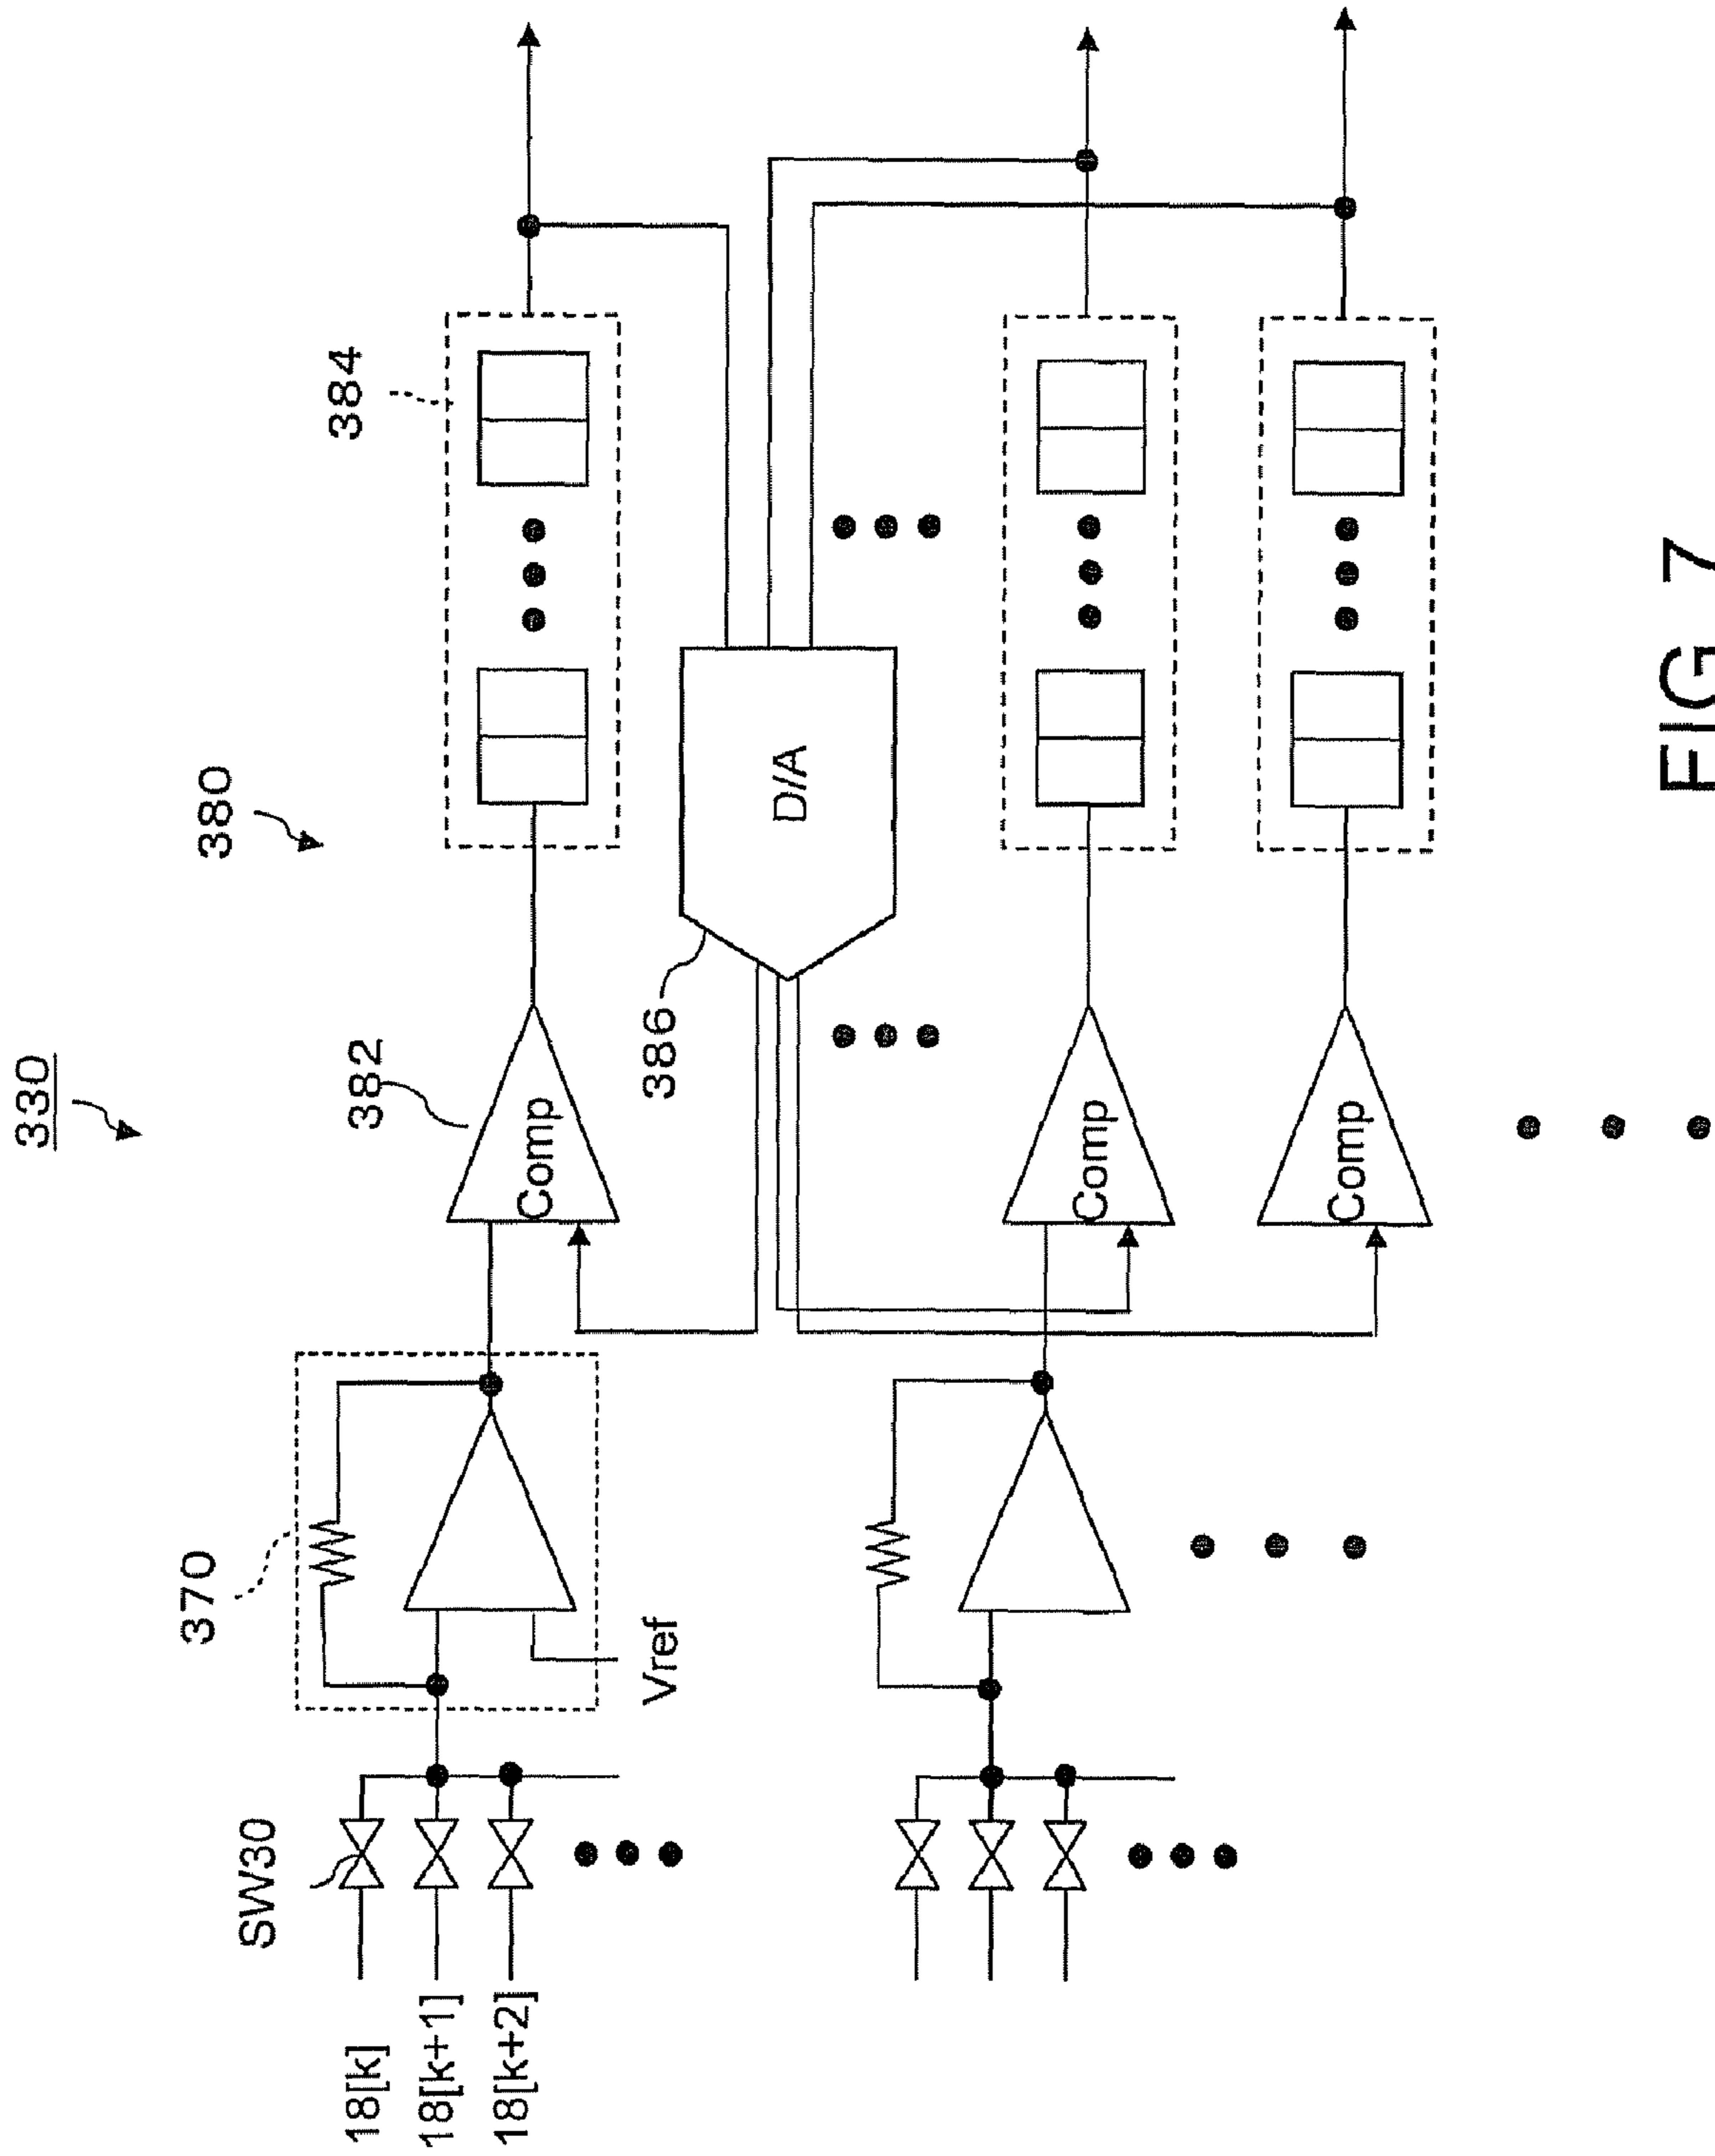 330
380
370
382
384
SW30
18[k]
18[k+1]
18[k+2]
Vref
Comp
386
D/A
Comp
Comp
FIG 7